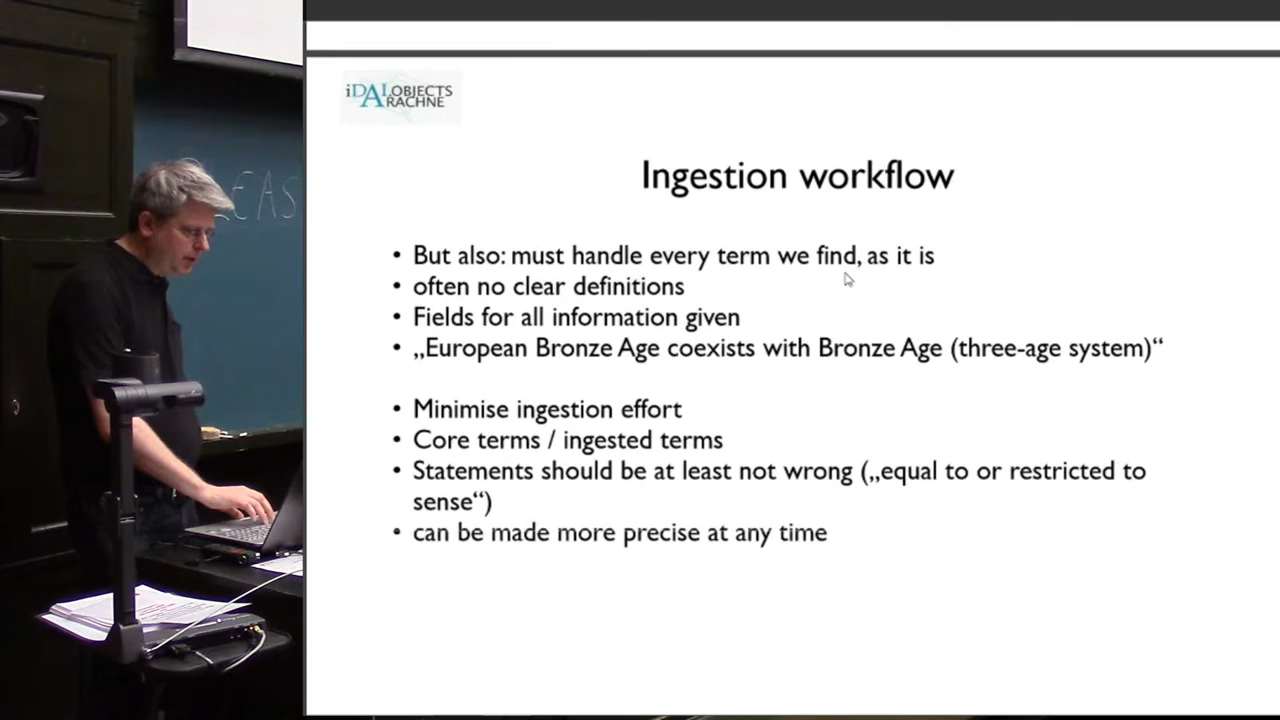 EAS
iDAI.OBJECTS
ARACHNE
Ingestion workflow
• But also: must handle every term we find, as it is
• often no clear definitions
• Fields for all information given
• „European Bronze Age coexists with Bronze Age (three-age system)“
• Minimise ingestion effort
• Core terms / ingested terms
• Statements should be at least not wrong („equal to or restricted to
sense“)
• can be made more precise at any time